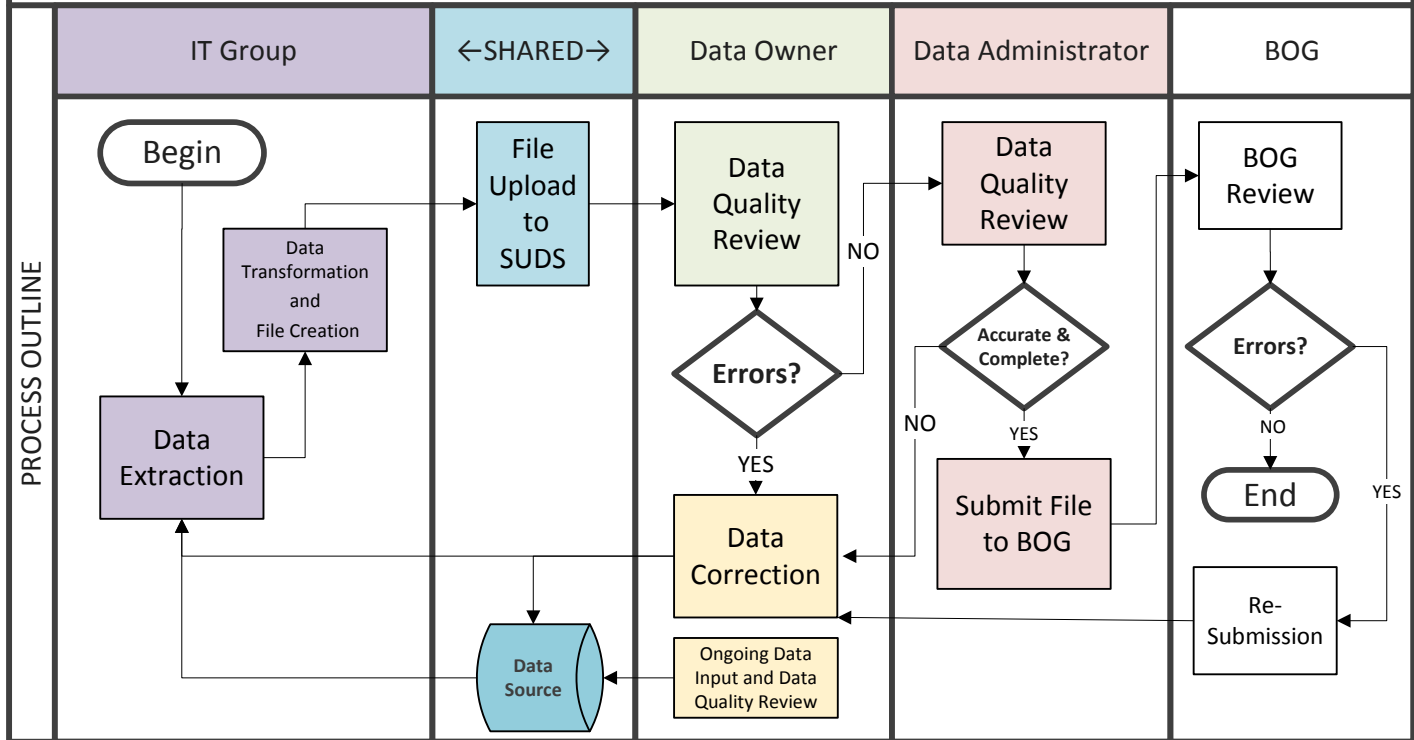 IT Group
←SHARED→
Data Owner
Data Administrator
BOG
PROCESS OUTLINE
Begin
Data
Transformation
and
File Creation
Data
Extraction
File
Upload
to
SUDS
Data
Source
Data
Quality
Review
Errors?
NO
YES
Data
Correction
Ongoing Data
Input and Data
Quality Review
Data
Quality
Review
Accurate &
Complete?
NO
YES
Submit File
to BOG
BOG
Review
Errors?
NO
YES
End
Re-
Submission